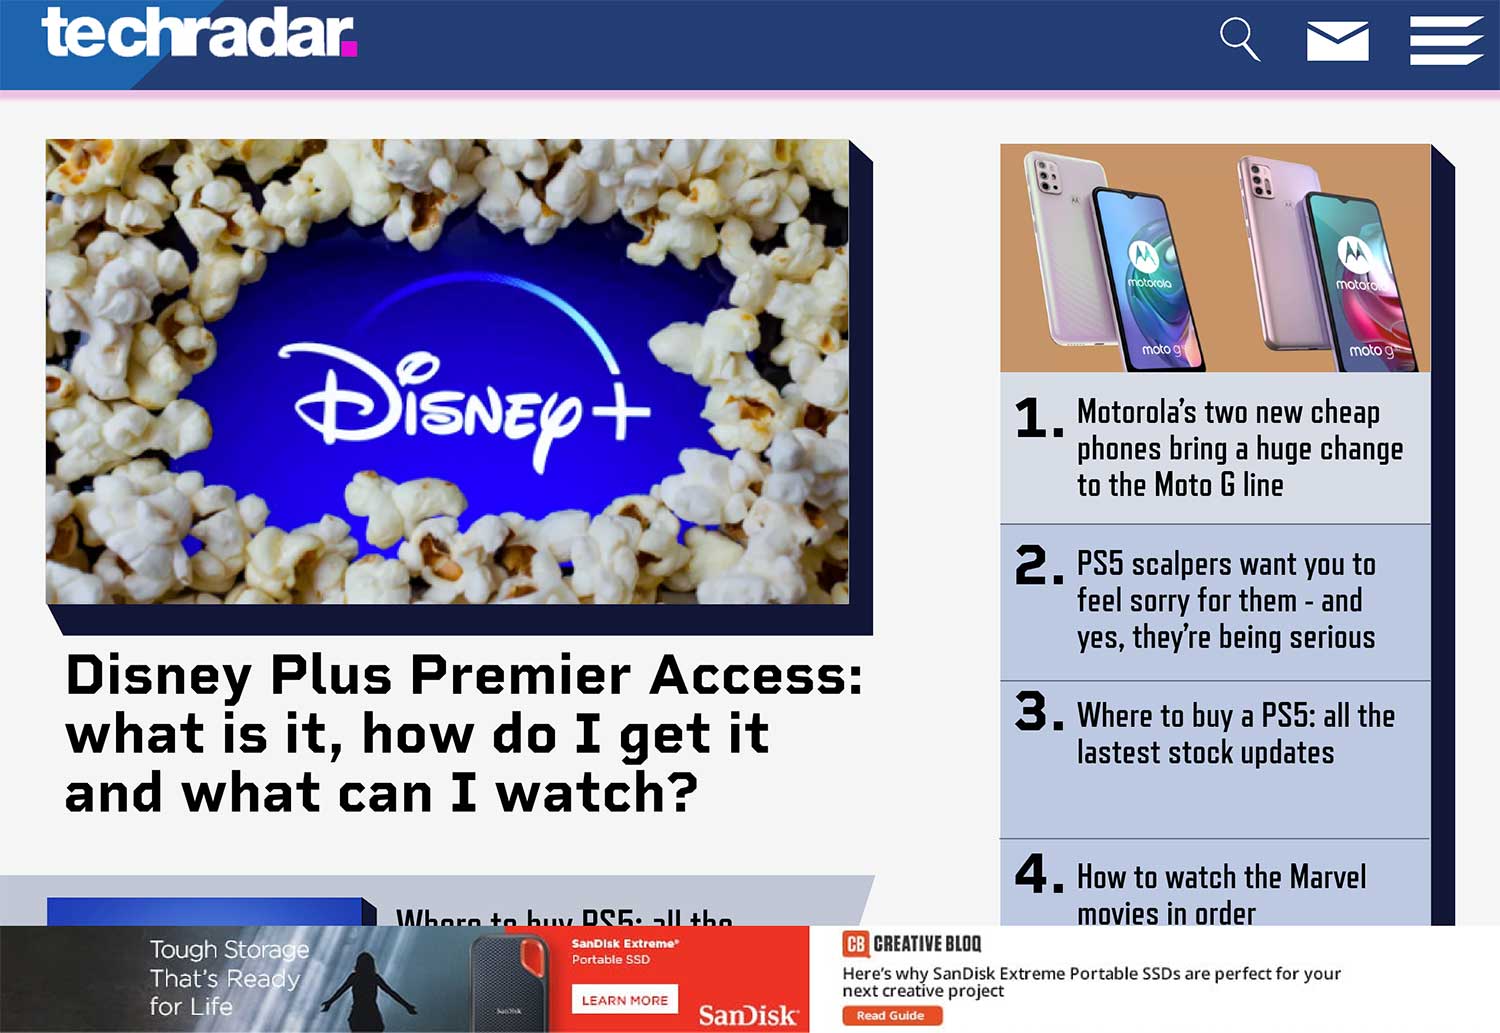 techradar.
Disney+
motorola
moto g
motorola
moto g
Disney Plus Premier Access:
what is it, how do I get it
and what can I watch?
1. Motorola's two new cheap
phones bring a huge change
to the Moto G line
2. PS5 scalpers want you to
feel sorry for them - and
yes, they're being serious
3. Where to buy a PS5: all the
lastest stock updates
4. How to watch the Marvel
movies in order
Where to buy PS5: all the
Tough Storage
That's Ready
for Life
SanDisk
SanDisk Extreme®
Portable SSD
LEARN MORE
SanDisk®
CB CREATIVE BLOQ
Here's why SanDisk Extreme Portable SSDs are perfect for your
next creative project
Read Guide